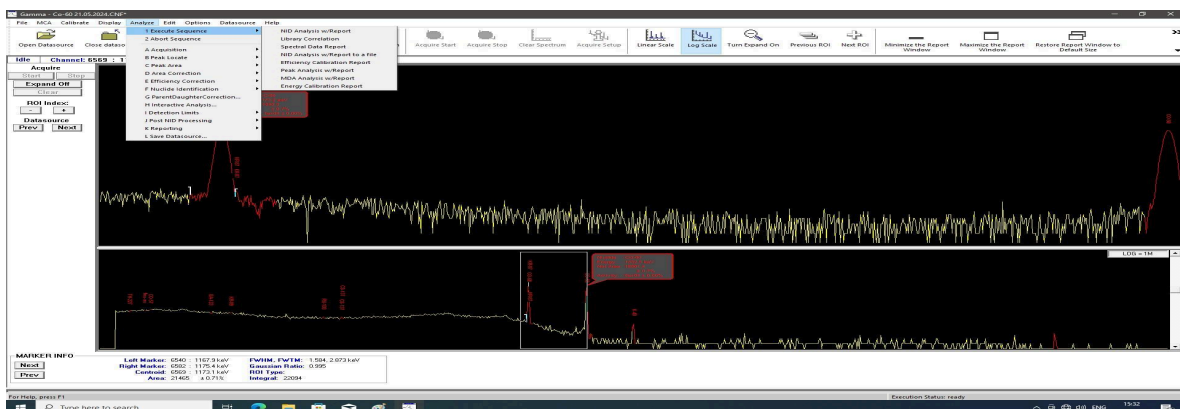 Gamma - Co-60 21.05.2024.CNF*
File MCA Calibrate Display Analyze Edit Options Datasource Help
Open Datasource Close dataso Acquire Start Acquire Stop Clear Spectrum Acquire Setup Linear Scale Log Scale Turn Expand On Previous ROI Next ROI Minimize the Report Window Maximize the Report Window Restore Report Window to Default Size
1 Execute Sequence
2 Abort Sequence
A Acquisition
B Peak Locate
C Peak Area
D Area Correction
E Efficiency Correction
F Nuclide Identification
G ParentDaughterCorrection...
H Interactive Analysis...
I Detection Limits
J Post NID Processing
K Reporting
L Save Datasource...
NID Analysis w/Report
Library Correlation
Spectral Data Report
NID Analysis w/Report to a file
Efficiency Calibration Report
Peak Analysis w/Report
MDA Analysis w/Report
Energy Calibration Report
Idle Channel: 6569 : 1
Acquire
Start Stop
Expand Off
Clear
ROI Index:
- +
Datasource
Prev Next
LOG = 1M
MARKER INFO
Next
Prev
Left Marker: 6540 : 1167.9 keV FWHM, FWTM: 1.584, 2.873 keV
Right Marker: 6582 : 1175.4 keV Gaussian Ratio: 0.995
Centroid: 6569 : 1173.1 keV ROI Type:
Area: 21465 ± 0.71% Integral: 22094
For Help, press F1 Execution Status: ready
Type here to search ENG 15:32